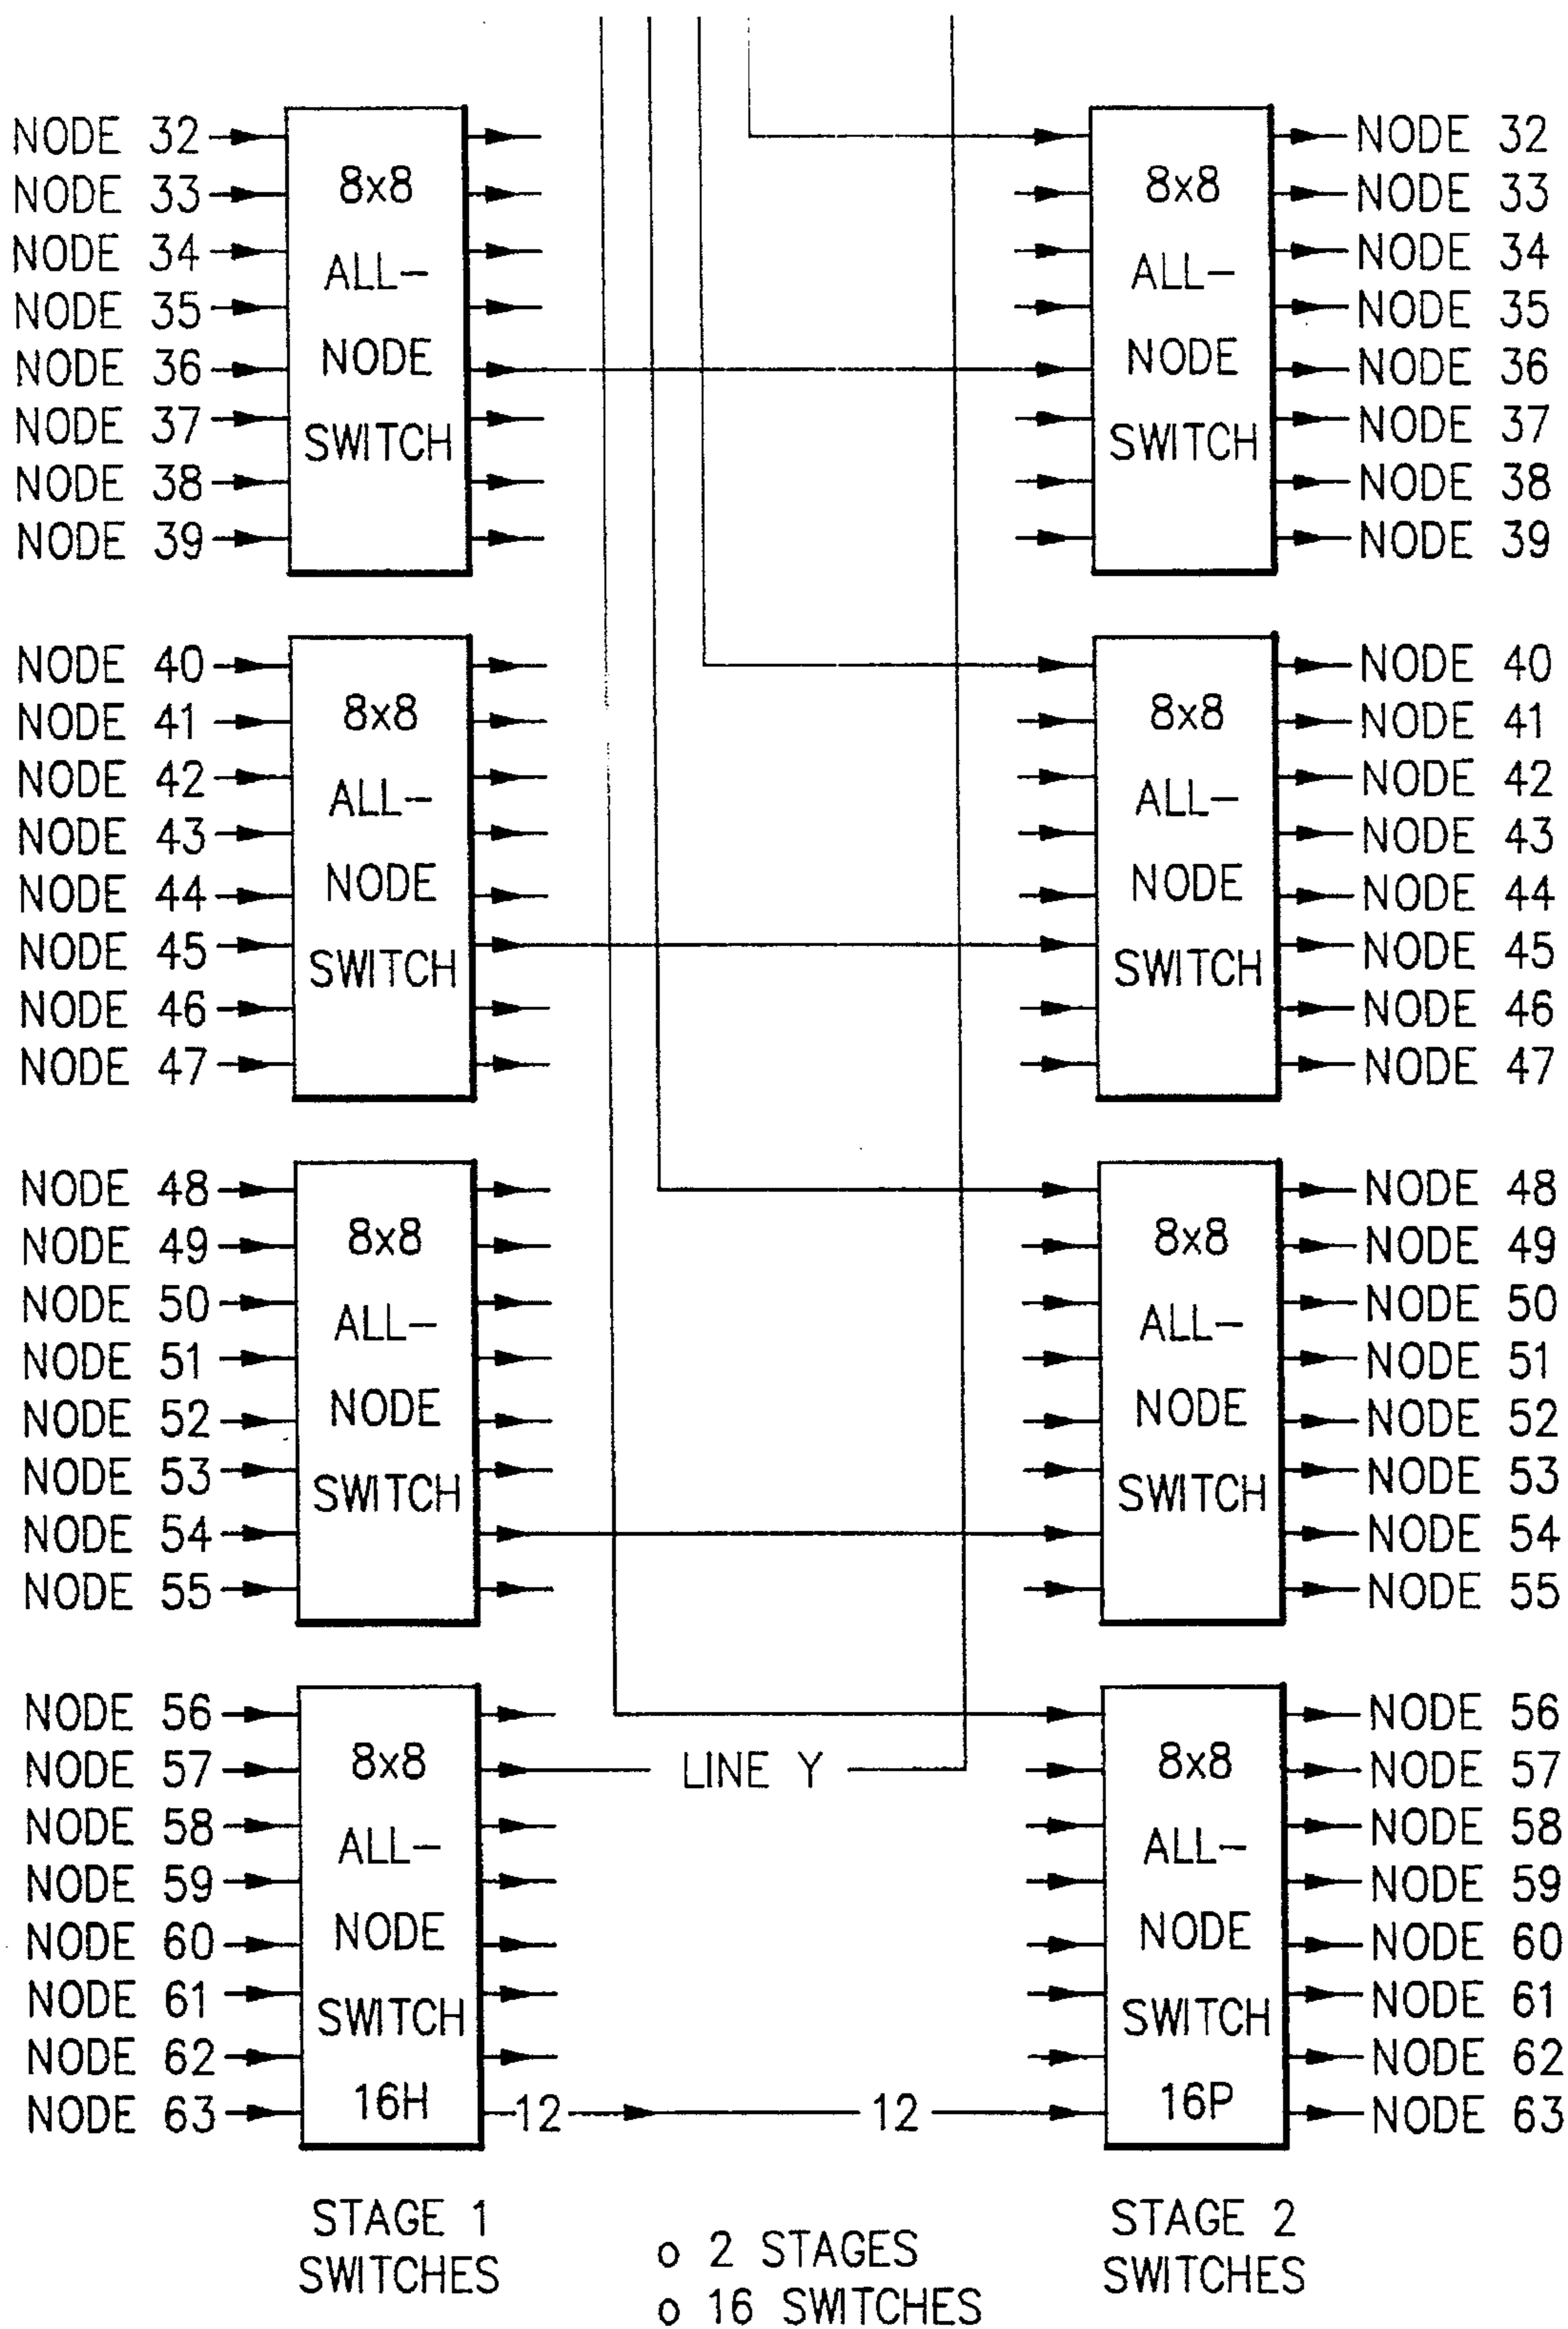 NODE 32
NODE 33
NODE 34
NODE 35
NODE 36
NODE 37
NODE 38
NODE 39
8x8
ALL-
NODE
SWITCH
8x8
ALL-
NODE
SWITCH
NODE 32
NODE 33
NODE 34
NODE 35
NODE 36
NODE 37
NODE 38
NODE 39
NODE 40
NODE 41
NODE 42
NODE 43
NODE 44
NODE 45
NODE 46
NODE 47
8x8
ALL-
NODE
SWITCH
8x8
ALL-
NODE
SWITCH
NODE 40
NODE 41
NODE 42
NODE 43
NODE 44
NODE 45
NODE 46
NODE 47
NODE 48
NODE 49
NODE 50
NODE 51
NODE 52
NODE 53
NODE 54
NODE 55
8x8
ALL-
NODE
SWITCH
8x8
ALL-
NODE
SWITCH
NODE 48
NODE 49
NODE 50
NODE 51
NODE 52
NODE 53
NODE 54
NODE 55
NODE 56
NODE 57
NODE 58
NODE 59
NODE 60
NODE 61
NODE 62
NODE 63
8x8
ALL-
NODE
SWITCH
16H
LINE Y
12
12
8x8
ALL-
NODE
SWITCH
16P
NODE 56
NODE 57
NODE 58
NODE 59
NODE 60
NODE 61
NODE 62
NODE 63
STAGE 1
SWITCHES
o 2 STAGES
o 16 SWITCHES
STAGE 2
SWITCHES